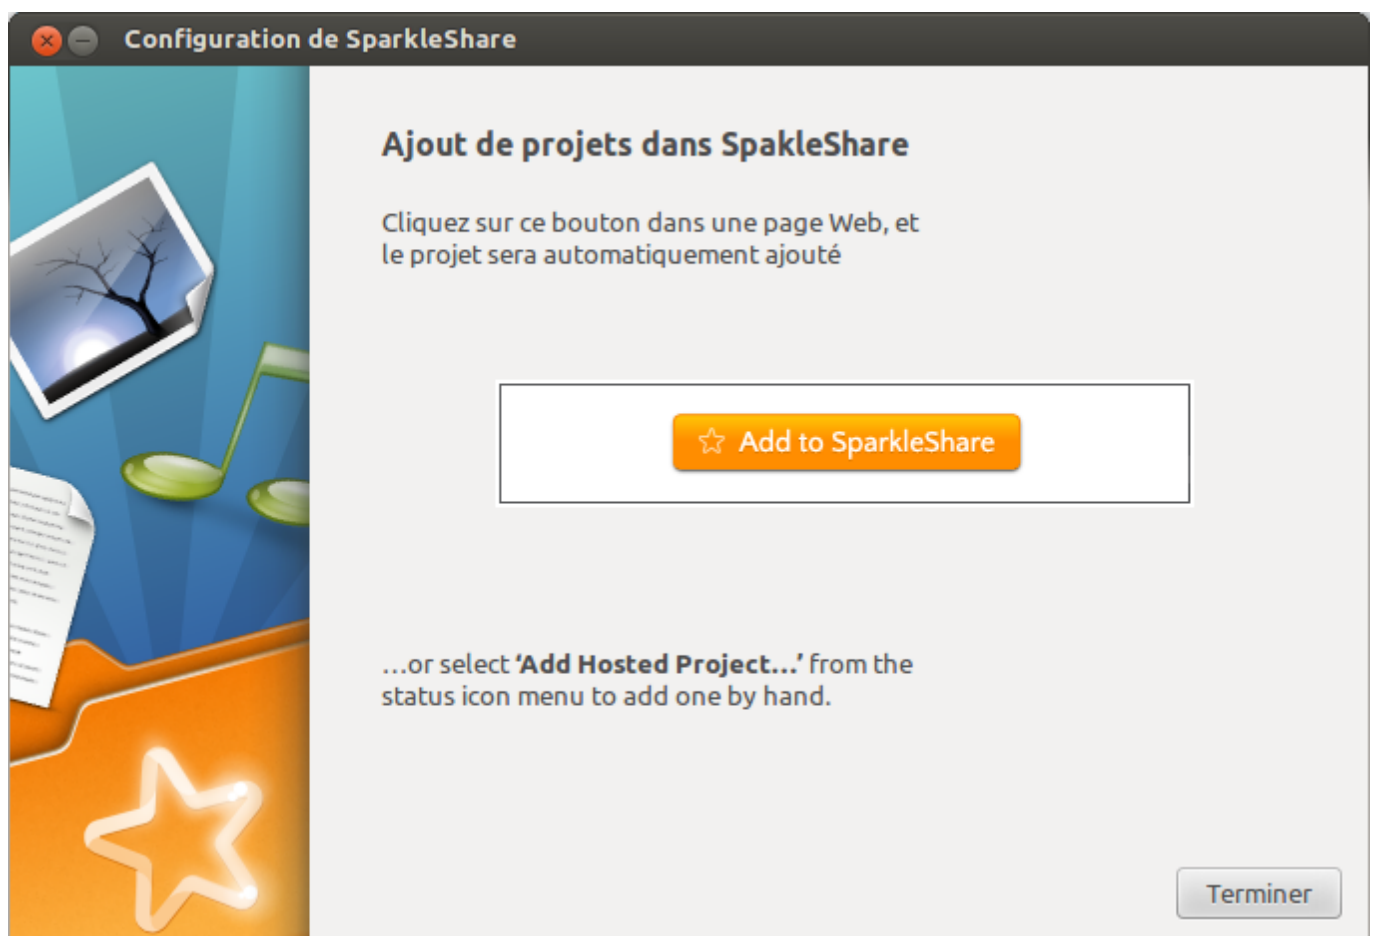 Configuration de SparkleShare
Ajout de projets dans SpakleShare
Cliquez sur ce bouton dans une page Web, et
le projet sera automatiquement ajouté
Add to SparkleShare
…or select ‘Add Hosted Project…’ from the
status icon menu to add one by hand.
Terminer